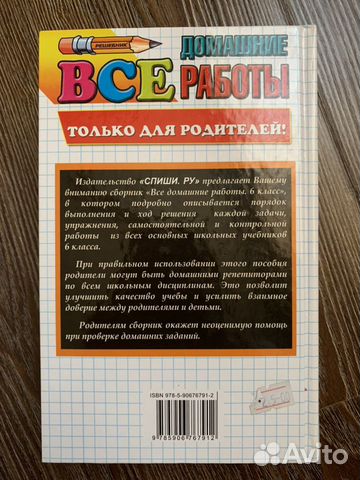 РЕШЕБНИК
ВСЕ ДОМАШНИЕ
РАБОТЫ
ТОЛЬКО ДЛЯ РОДИТЕЛЕЙ!
Издательство «СПИШИ. РУ» предлагает Вашему
вниманию сборник «Все домашние работы. 6 класс»,
в котором подробно описывается порядок
выполнения и ход решения каждой задачи,
упражнения, самостоятельной и контрольной
работы из всех основных школьных учебников
6 класса.
При правильном использовании этого пособия
родители могут быть домашними репетиторами
по всем школьным дисциплинам. Это позволит
улучшить качество учебы и усилить взаимное
доверие между родителями и детьми.
Родителям сборник окажет неоценимую помощь
при проверке домашних заданий.
ISBN 978-5-90676791-2
9 785906 767912
Avito